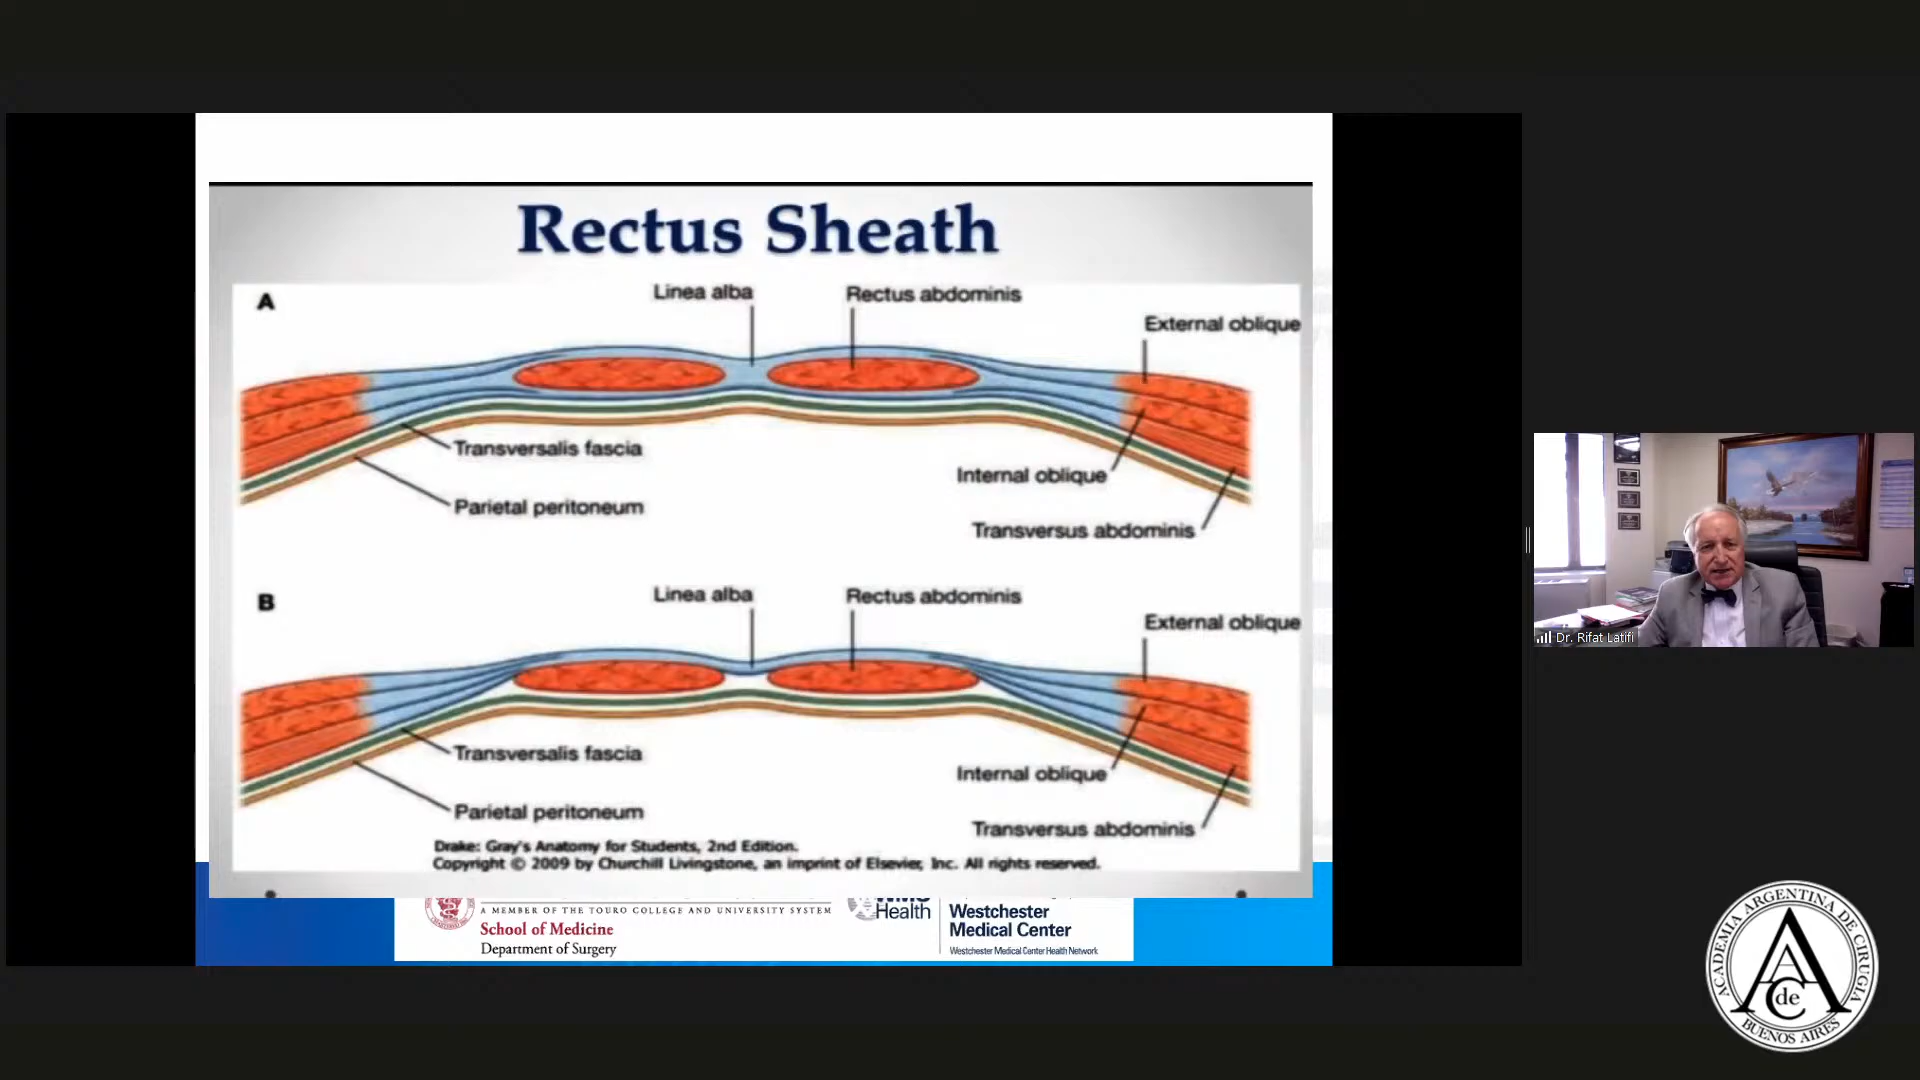 Rectus Sheath
A
Linea alba
Rectus abdominis
External oblique
Transversalis fascia
Internal oblique
Parietal peritoneum
Transversus abdominis
B
Linea alba
Rectus abdominis
External oblique
Transversalis fascia
Internal oblique
Parietal peritoneum
Transversus abdominis
Drake: Gray's Anatomy for Students, 2nd Edition.
Copyright © 2009 by Churchill Livingstone, an imprint of Elsevier, Inc. All rights reserved.
A MEMBER OF THE TOURO COLLEGE AND UNIVERSITY SYSTEM
School of Medicine
Department of Surgery
Health
Westchester
Medical Center
Westchester Medical Center Health Network
Dr. Rifat Latifi
ACADEMIA ARGENTINA DE CIRUGIA
A A de C
BUENOS AIRES